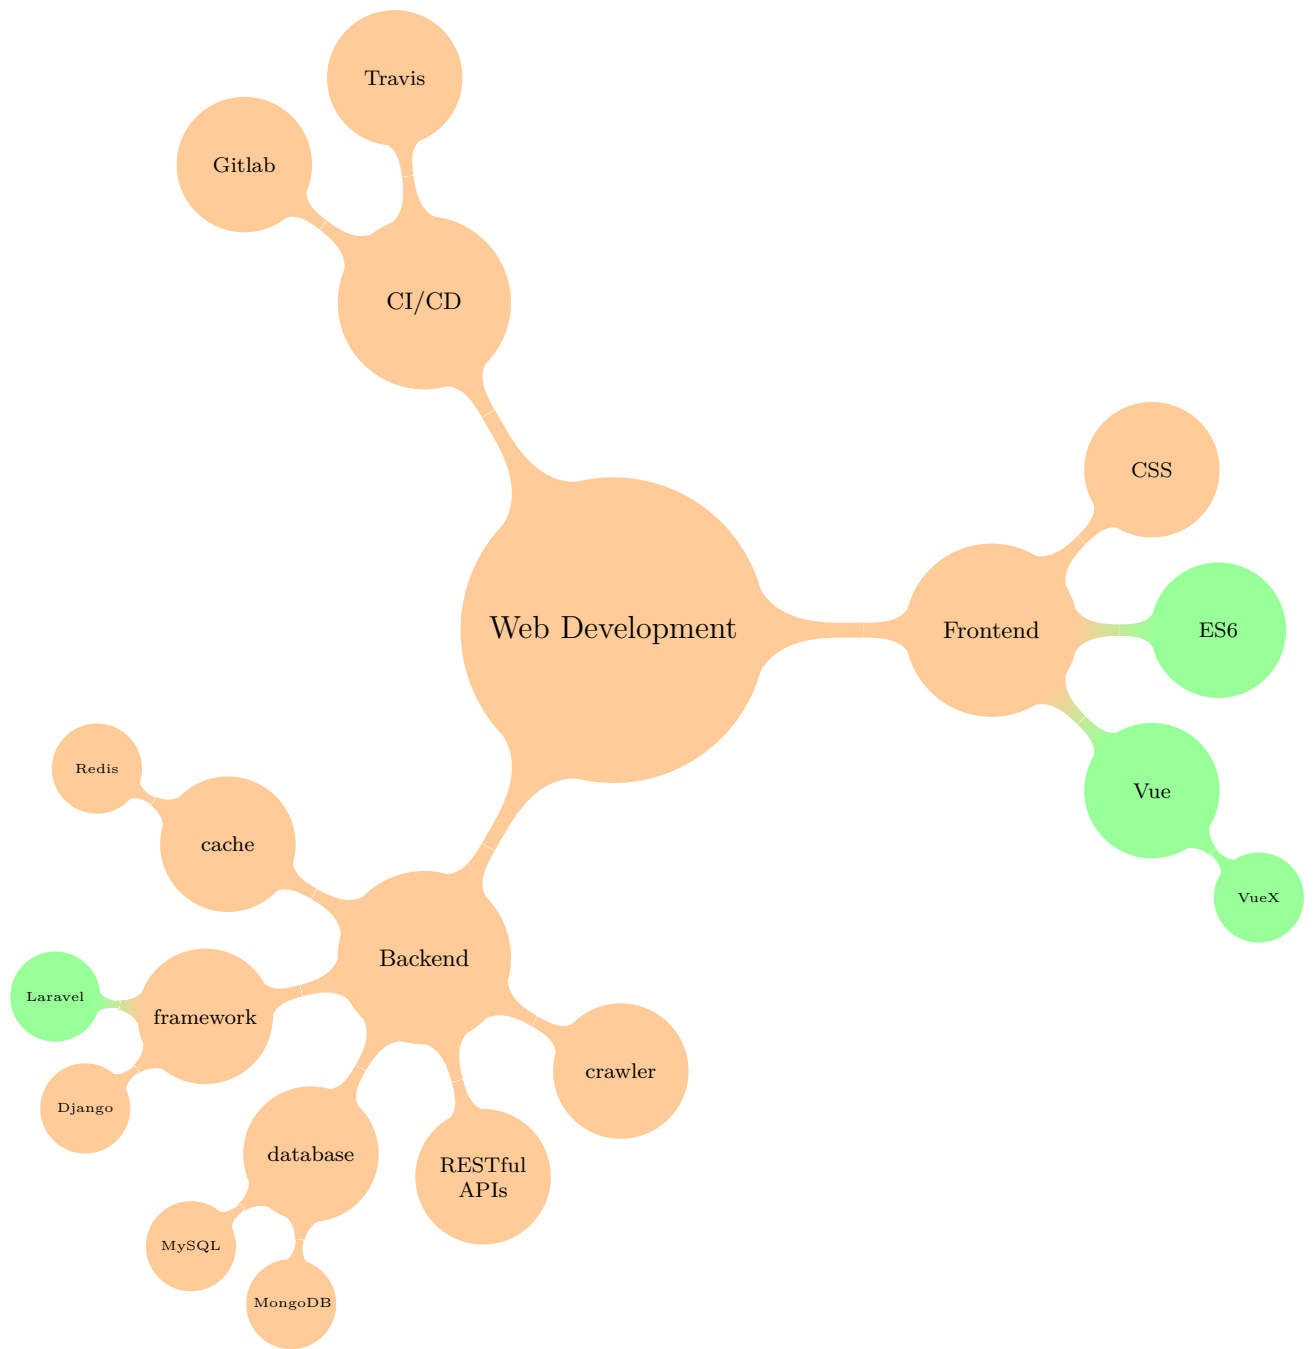 Travis
Gitlab
CI/CD
CSS
Web Development
Frontend
ES6
Vue
VueX
Redis
cache
Backend
Laravel
framework
Django
crawler
database
RESTful
APIs
MySQL
MongoDB